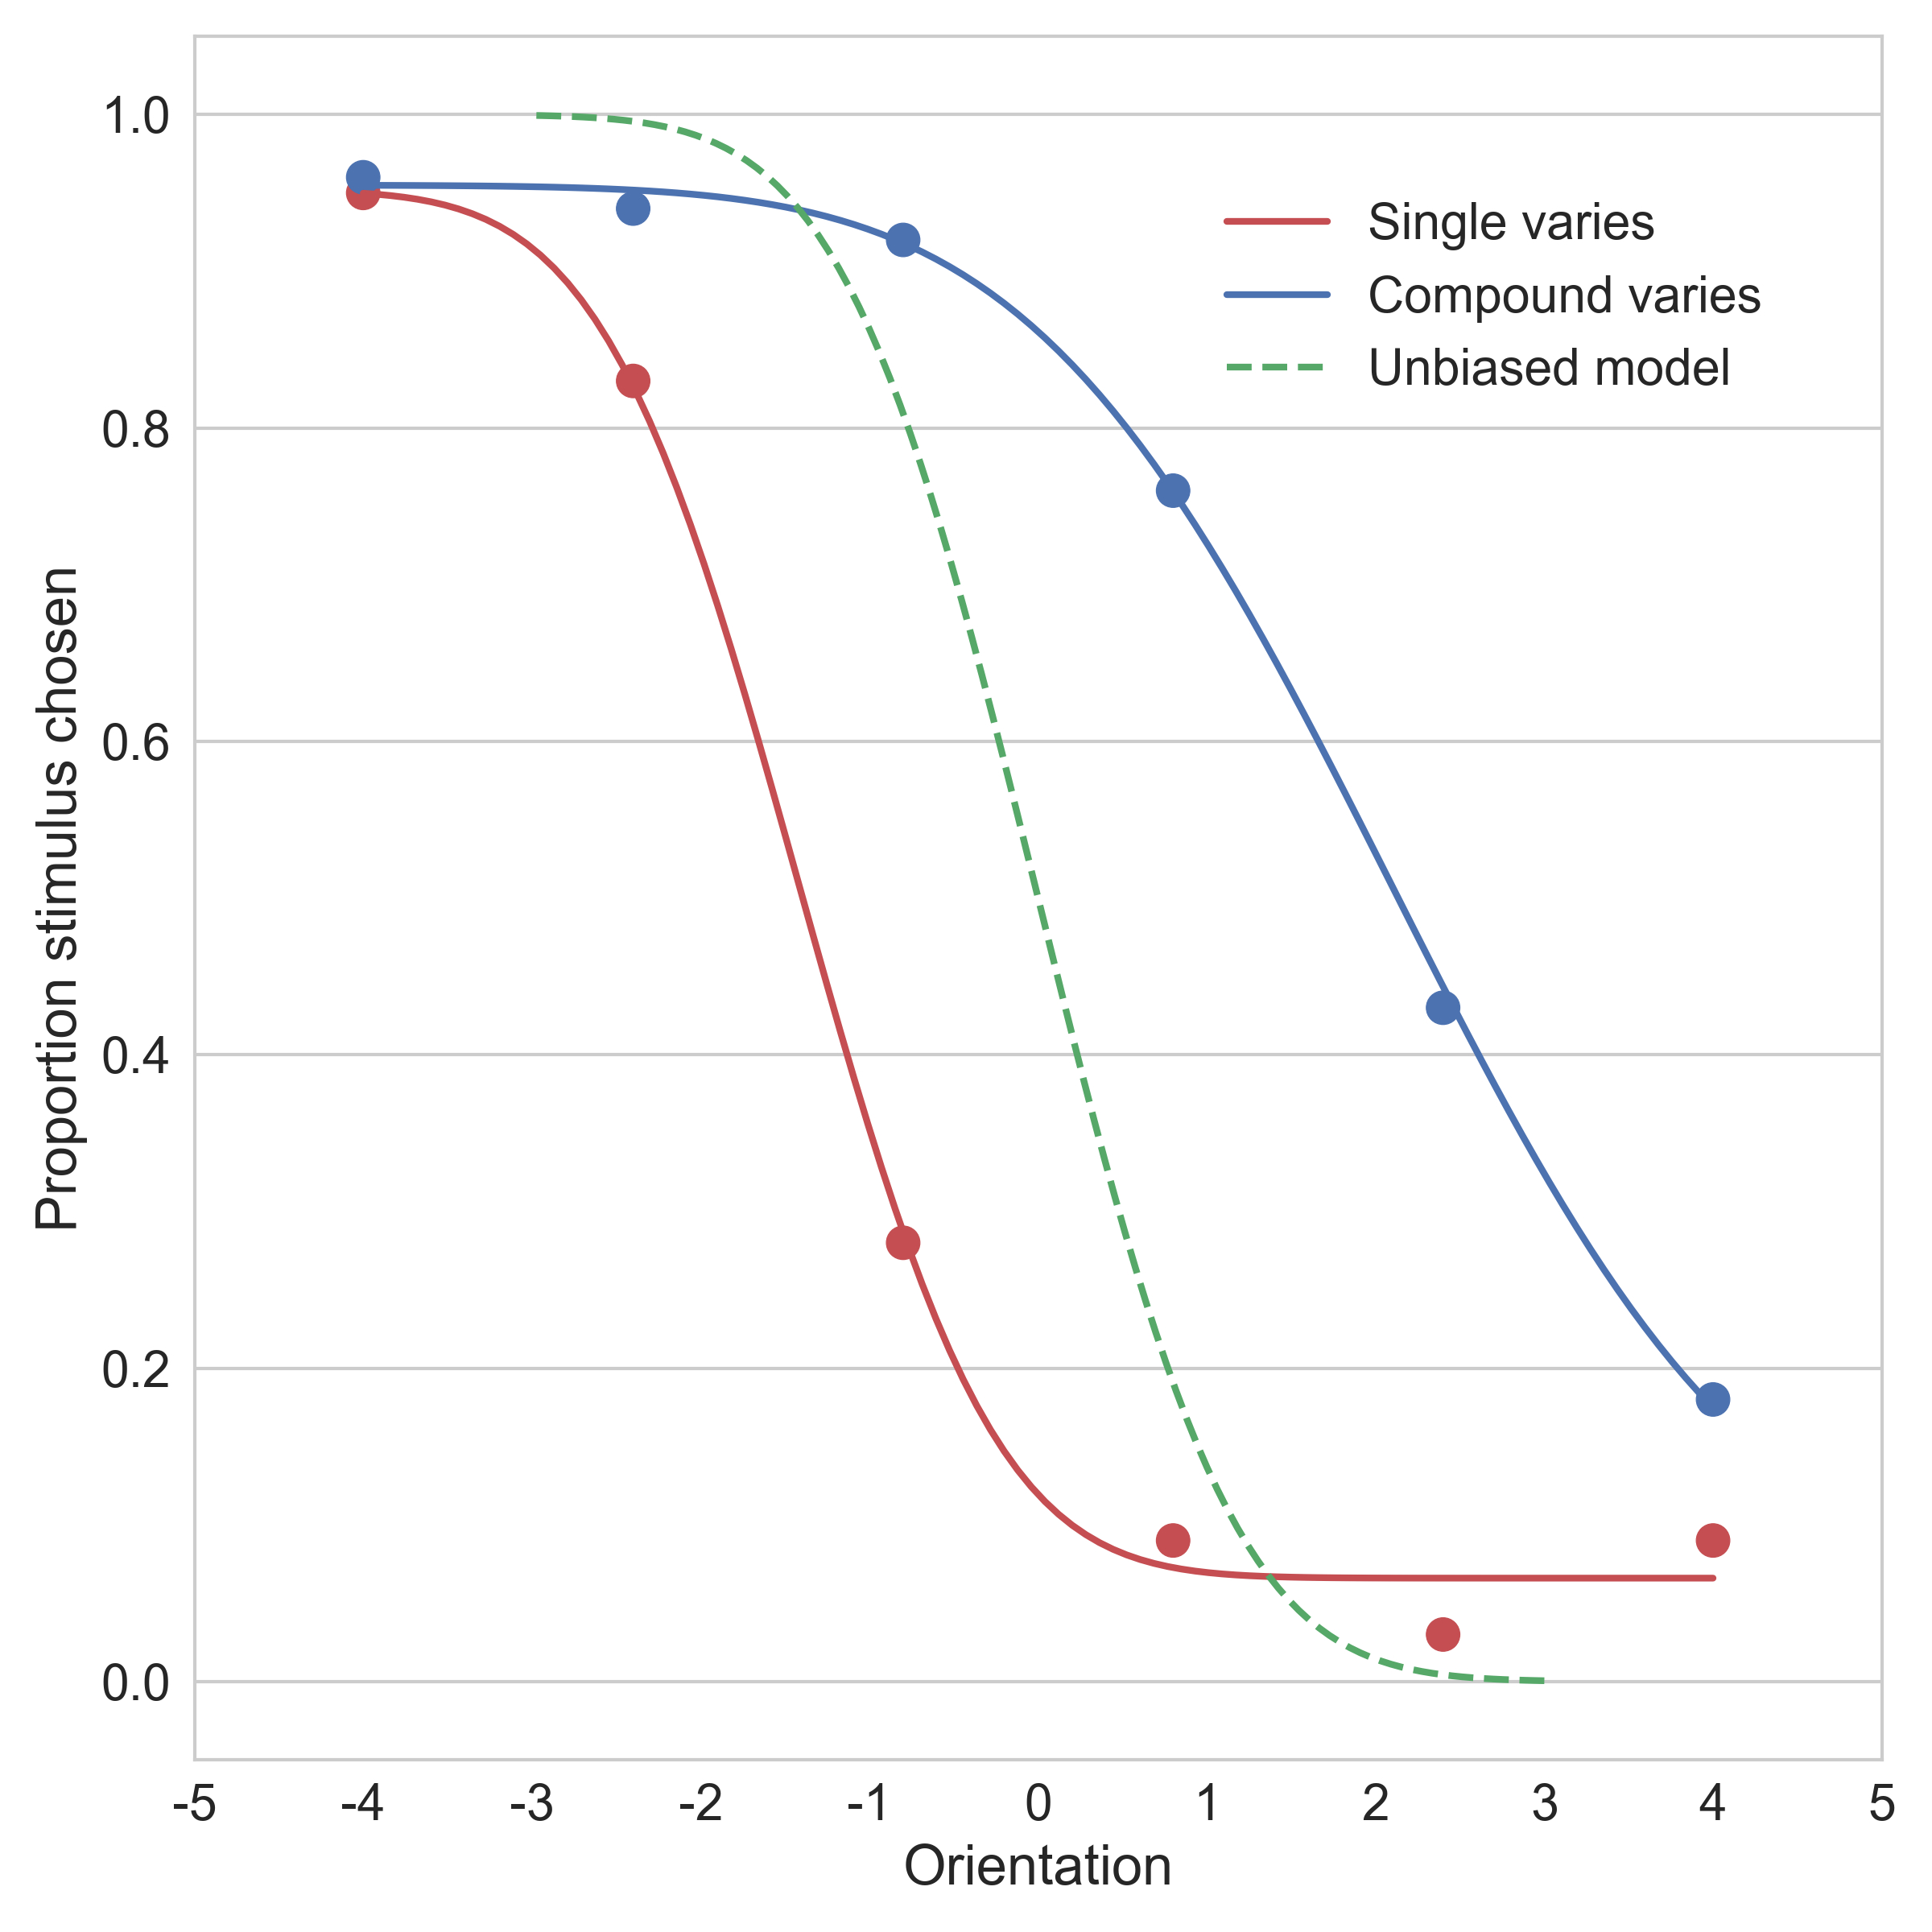 Proportion stimulus chosen
1.0
0.8
0.6
0.4
0.2
0.0
Single varies
Compound varies
Unbiased model
-5 -4 -3 -2 -1 0 1 2 3 4 5
Orientation